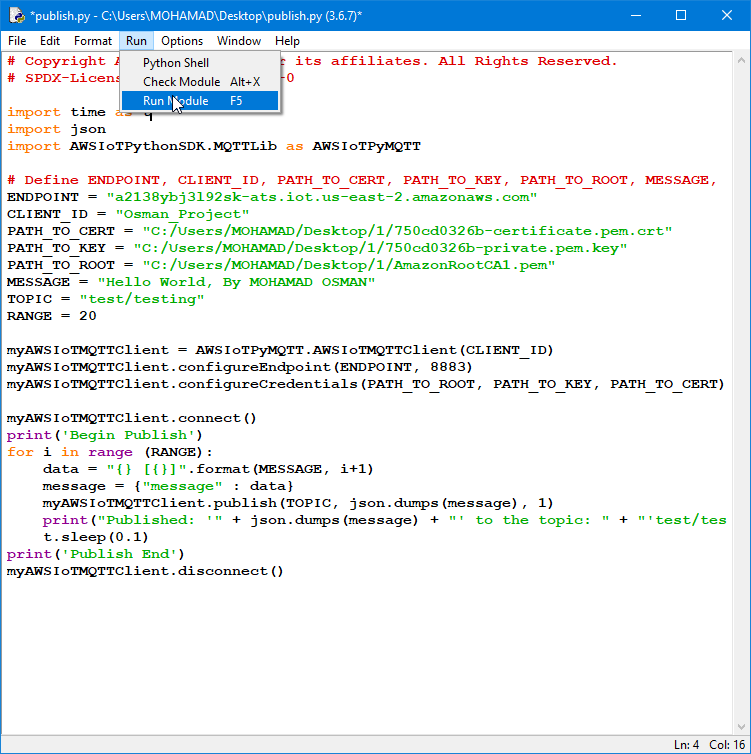 *publish.py - C:\Users\MOHAMAD\Desktop\publish.py (3.6.7)*
File Edit Format Run Options Window Help
Python Shell
Check Module Alt+X
Run Module F5
# Copyright A r its affiliates. All Rights Reserved.
# SPDX-Licens -0
import time as
import json
import AWSIoTPythonSDK.MQTTLib as AWSIoTPyMQTT
# Define ENDPOINT, CLIENT_ID, PATH_TO_CERT, PATH_TO_KEY, PATH_TO_ROOT, MESSAGE,
ENDPOINT = "a2138ybj3l92sk-ats.iot.us-east-2.amazonaws.com"
CLIENT_ID = "Osman_Project"
PATH_TO_CERT = "C:/Users/MOHAMAD/Desktop/1/750cd0326b-certificate.pem.crt"
PATH_TO_KEY = "C:/Users/MOHAMAD/Desktop/1/750cd0326b-private.pem.key"
PATH_TO_ROOT = "C:/Users/MOHAMAD/Desktop/1/AmazonRootCA1.pem"
MESSAGE = "Hello World, By MOHAMAD OSMAN"
TOPIC = "test/testing"
RANGE = 20
myAWSIoTMQTTClient = AWSIoTPyMQTT.AWSIoTMQTTClient(CLIENT_ID)
myAWSIoTMQTTClient.configureEndpoint(ENDPOINT, 8883)
myAWSIoTMQTTClient.configureCredentials(PATH_TO_ROOT, PATH_TO_KEY, PATH_TO_CERT)
myAWSIoTMQTTClient.connect()
print('Begin Publish')
for i in range (RANGE):
data = "{} [{}]".format(MESSAGE, i+1)
message = {"message" : data}
myAWSIoTMQTTClient.publish(TOPIC, json.dumps(message), 1)
print("Published: '" + json.dumps(message) + "' to the topic: " + "'test/tes
t.sleep(0.1)
print('Publish End')
myAWSIoTMQTTClient.disconnect()
Ln: 4 Col: 16